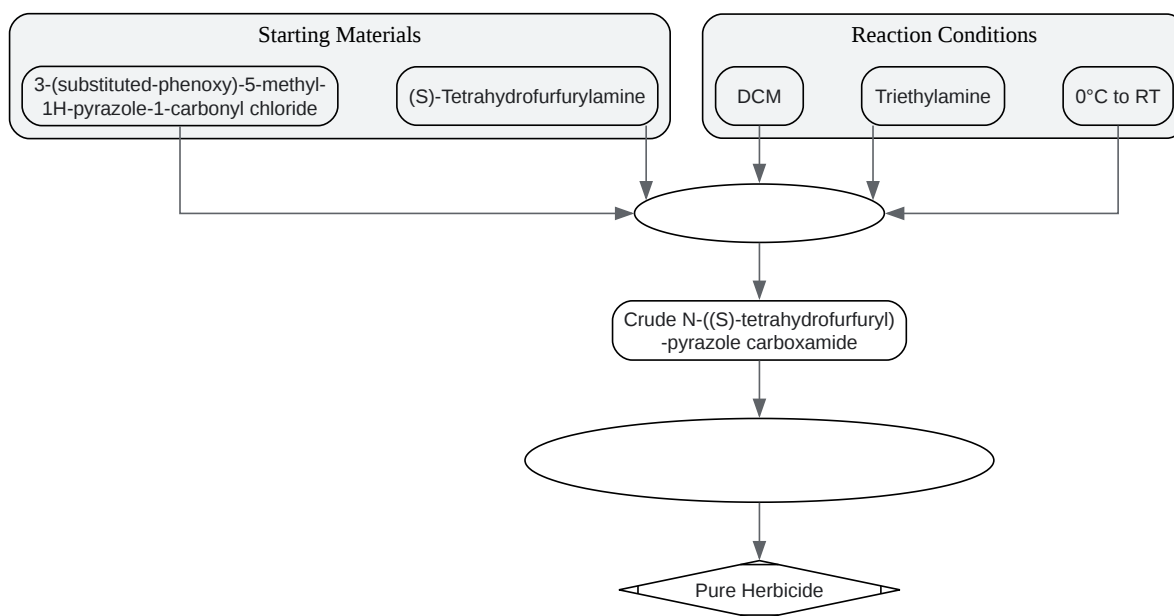 Starting Materials
3-(substituted-phenoxy)-5-methyl-
1H-pyrazole-1-carbonyl chloride
(S)-Tetrahydrofurfurylamine
Reaction Conditions
DCM
Triethylamine
0°C to RT
Crude N-((S)-tetrahydrofurfuryl)
-pyrazole carboxamide
Pure Herbicide